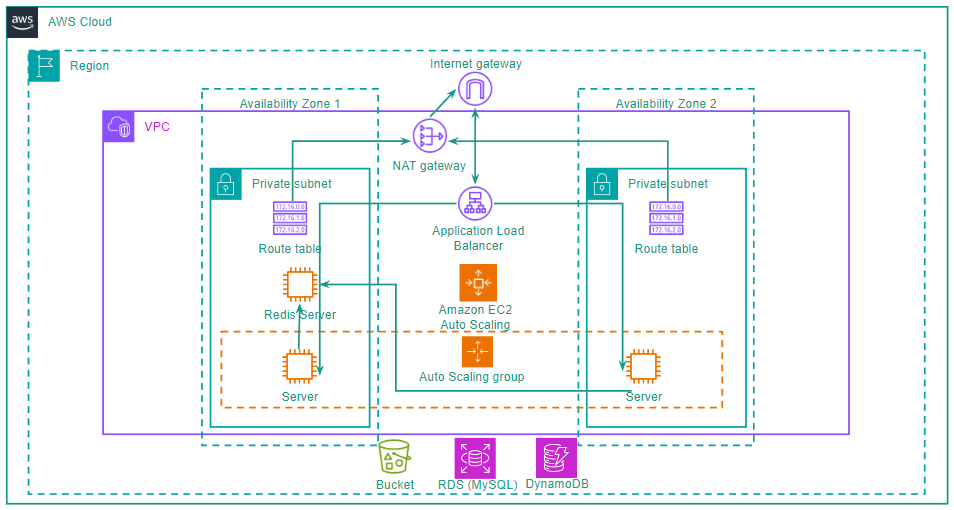 aws
AWS Cloud
Region
Internet gateway
Availability Zone 1
Availability Zone 2
VPC
NAT gateway
Private subnet
Private subnet
172.16.0.0
172.16.1.0
172.16.2.0
172.16.0.0
172.16.1.0
172.16.2.0
Route table
Application Load
Balancer
Route table
Redis Server
Amazon EC2
Auto Scaling
Auto Scaling group
Server
Server
Bucket
RDS (MySQL)
DynamoDB